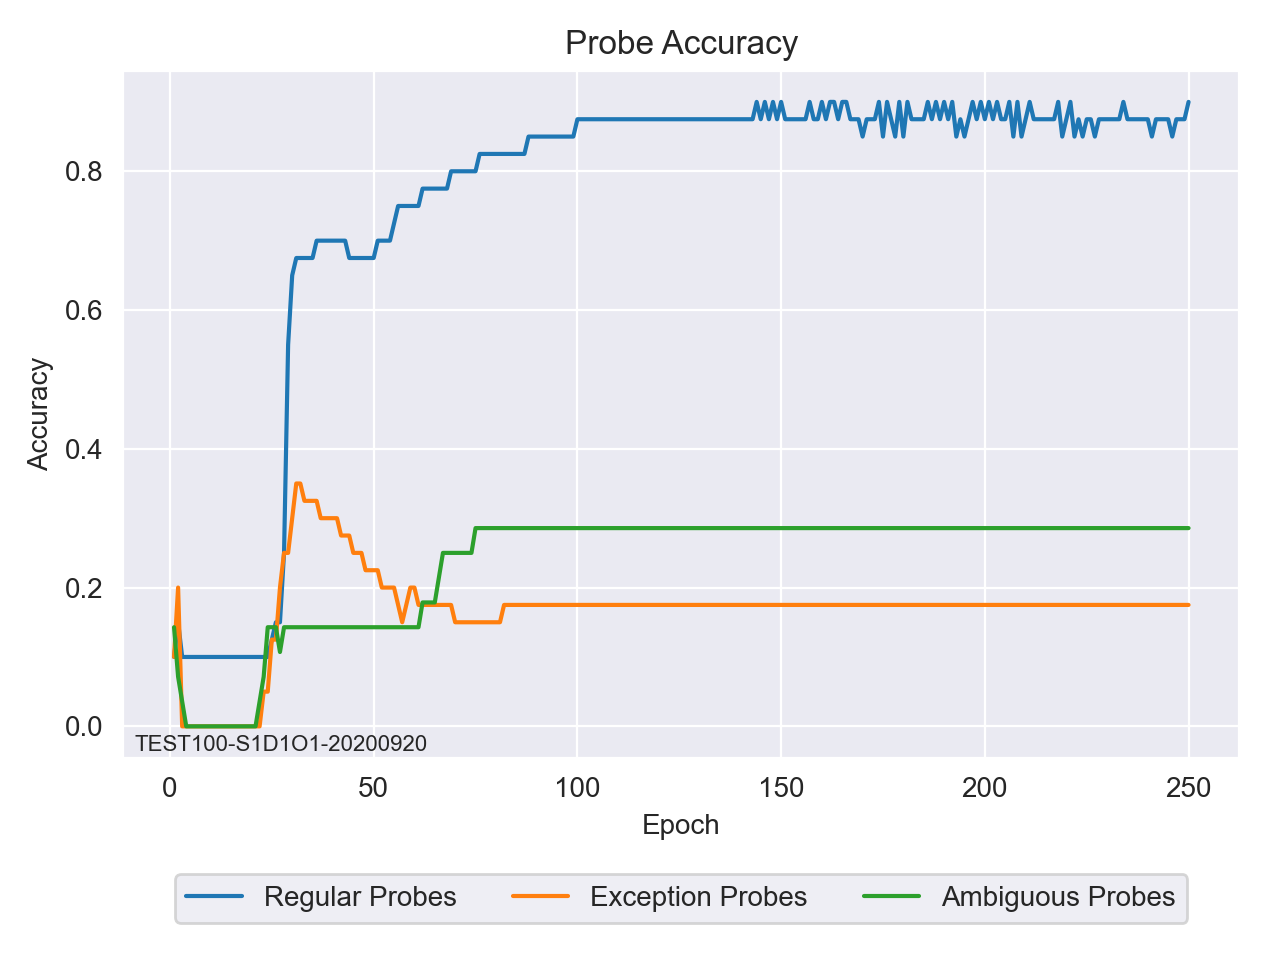 Probe Accuracy
Accuracy
0.8
0.6
0.4
0.2
0.0
TEST100-S1D1O1-20200920
0 50 100 150 200 250
Epoch
Regular Probes Exception Probes Ambiguous Probes